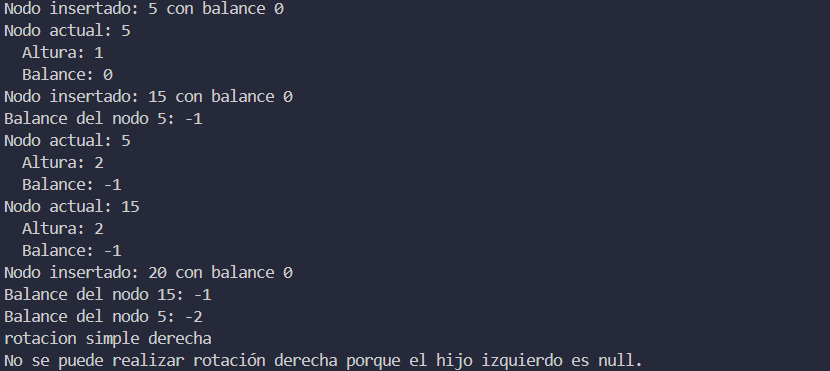 Nodo insertado: 5 con balance 0
Nodo actual: 5
  Altura: 1
  Balance: 0
Nodo insertado: 15 con balance 0
Balance del nodo 5: -1
Nodo actual: 5
  Altura: 2
  Balance: -1
Nodo actual: 15
  Altura: 2
  Balance: -1
Nodo insertado: 20 con balance 0
Balance del nodo 15: -1
Balance del nodo 5: -2
rotacion simple derecha
No se puede realizar rotación derecha porque el hijo izquierdo es null.